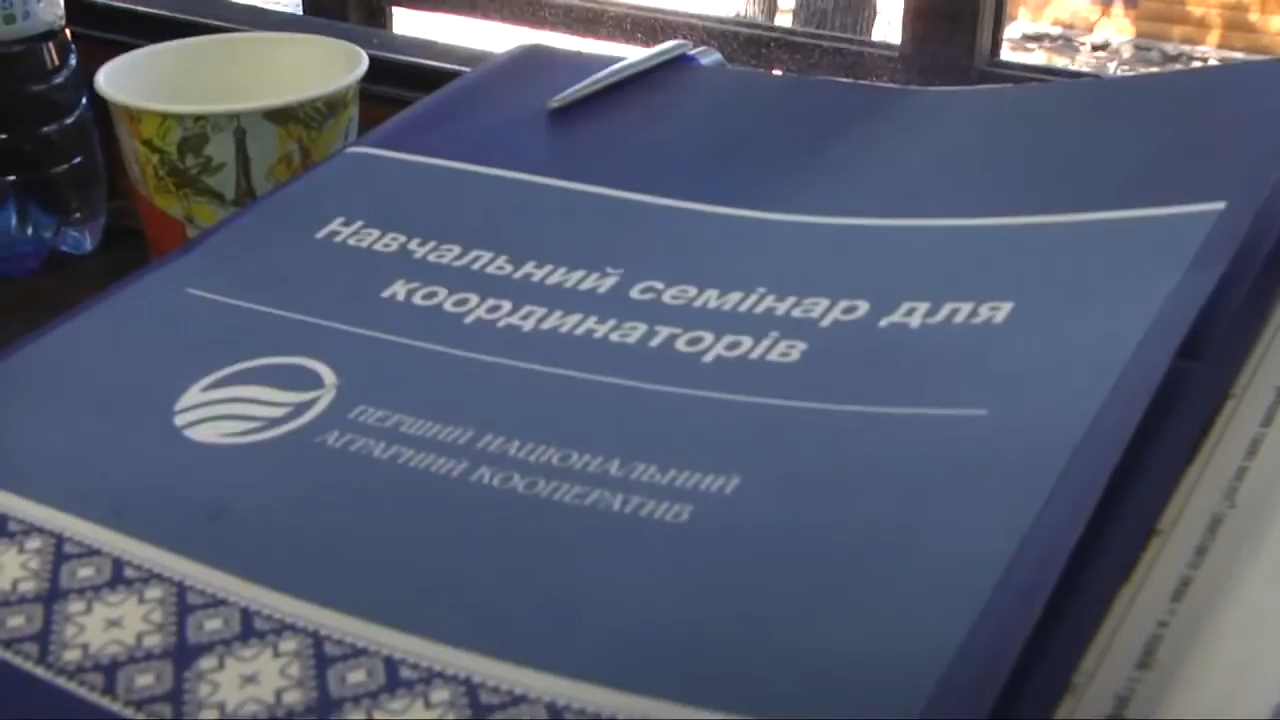 Навчальний семінар для
координаторів
ПЕРШИЙ НАЦІОНАЛЬНИЙ
АГРАРНИЙ КООПЕРАТИВ